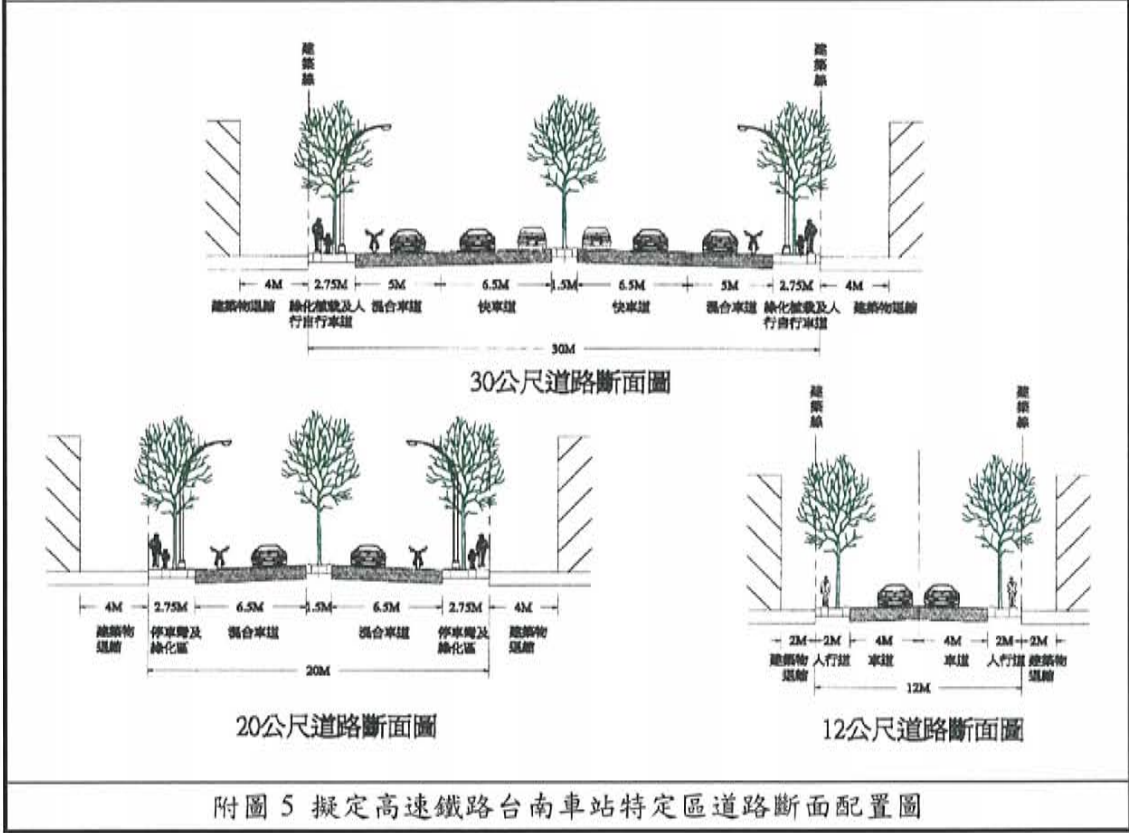 建築線
建築線
4M 2.75M 5M 6.5M 1.5M 6.5M 5M 2.75M 4M
建築物退縮 綠化植栽及人 混合車道 快車道 快車道 混合車道 綠化植栽及人 建築物退縮
行自行車道 行自行車道
30M
30公尺道路斷面圖
4M 2.75M 6.5M 1.5M 6.5M 2.75M 4M
建築物 停車彎及 混合車道 混合車道 停車彎及 建築物
退縮 綠化區 綠化區 退縮
20M
20公尺道路斷面圖
建築線
建築線
2M 2M 4M 4M 2M 2M
建築物 人行道 車道 車道 人行道 建築物
退縮 退縮
12M
12公尺道路斷面圖
附圖 5 擬定高速鐵路台南車站特定區道路斷面配置圖